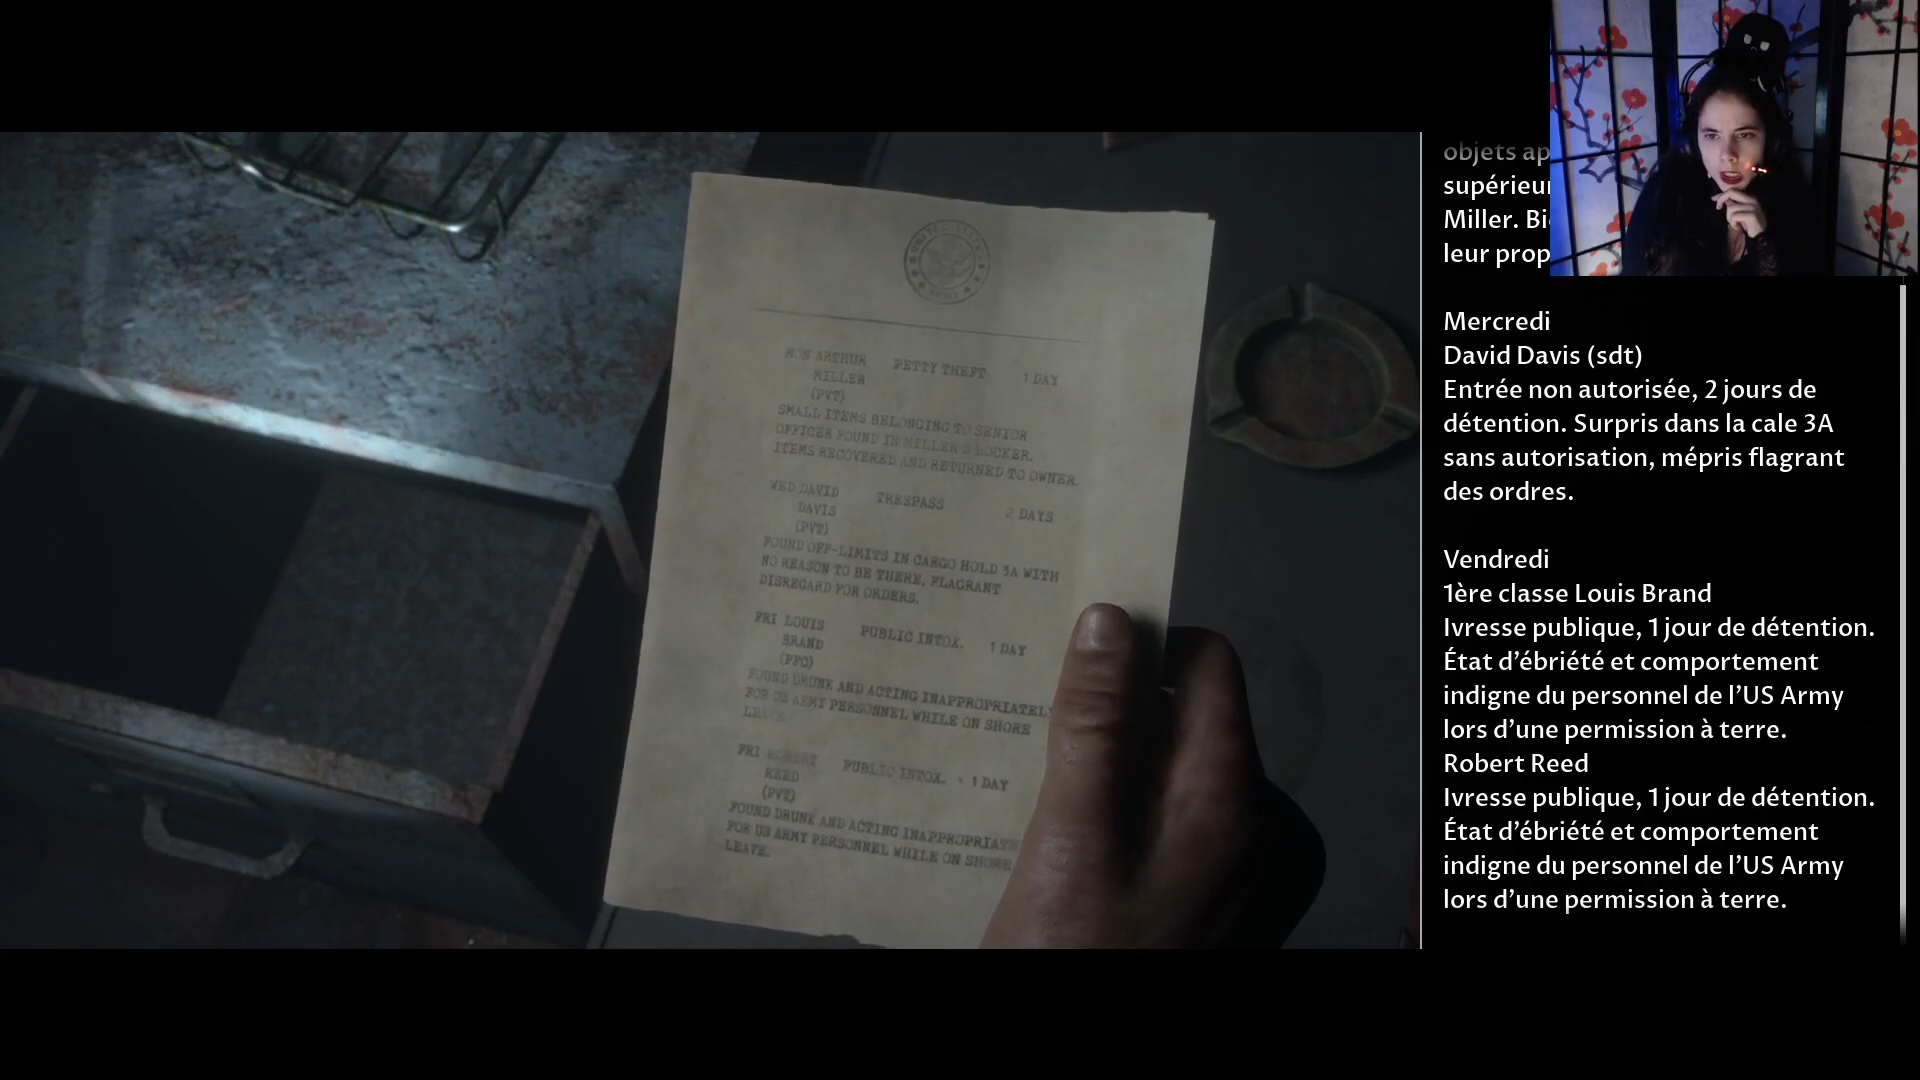 UNITED STATES
ARMY
MON ARTHUR PETTY THEFT 1 DAY
MILLER
(PVT)
SMALL ITEMS BELONGING TO SENIOR
OFFICER FOUND IN MILLER'S LOCKER.
ITEMS RECOVERED AND RETURNED TO OWNER.
WED DAVID TRESPASS 2 DAYS
DAVIS
(PVT)
FOUND OFF-LIMITS IN CARGO HOLD 3A WITH
NO REASON TO BE THERE, FLAGRANT
DISREGARD FOR ORDERS.
FRI LOUIS PUBLIC INTOX. 1 DAY
BRAND
(PFC)
FOUND DRUNK AND ACTING INAPPROPRIATELY
FOR US ARMY PERSONNEL WHILE ON SHORE
LEAVE.
FRI ROBERT PUBLIC INTOX. 1 DAY
REED
(PVT)
FOUND DRUNK AND ACTING INAPPROPRIATE
FOR US ARMY PERSONNEL WHILE ON SHORE
LEAVE.
objets ap
supérieur
Miller. Bi
leur prop
Mercredi
David Davis (sdt)
Entrée non autorisée, 2 jours de
détention. Surpris dans la cale 3A
sans autorisation, mépris flagrant
des ordres.
Vendredi
1ère classe Louis Brand
Ivresse publique, 1 jour de détention.
État d'ébriété et comportement
indigne du personnel de l'US Army
lors d'une permission à terre.
Robert Reed
Ivresse publique, 1 jour de détention.
État d'ébriété et comportement
indigne du personnel de l'US Army
lors d'une permission à terre.